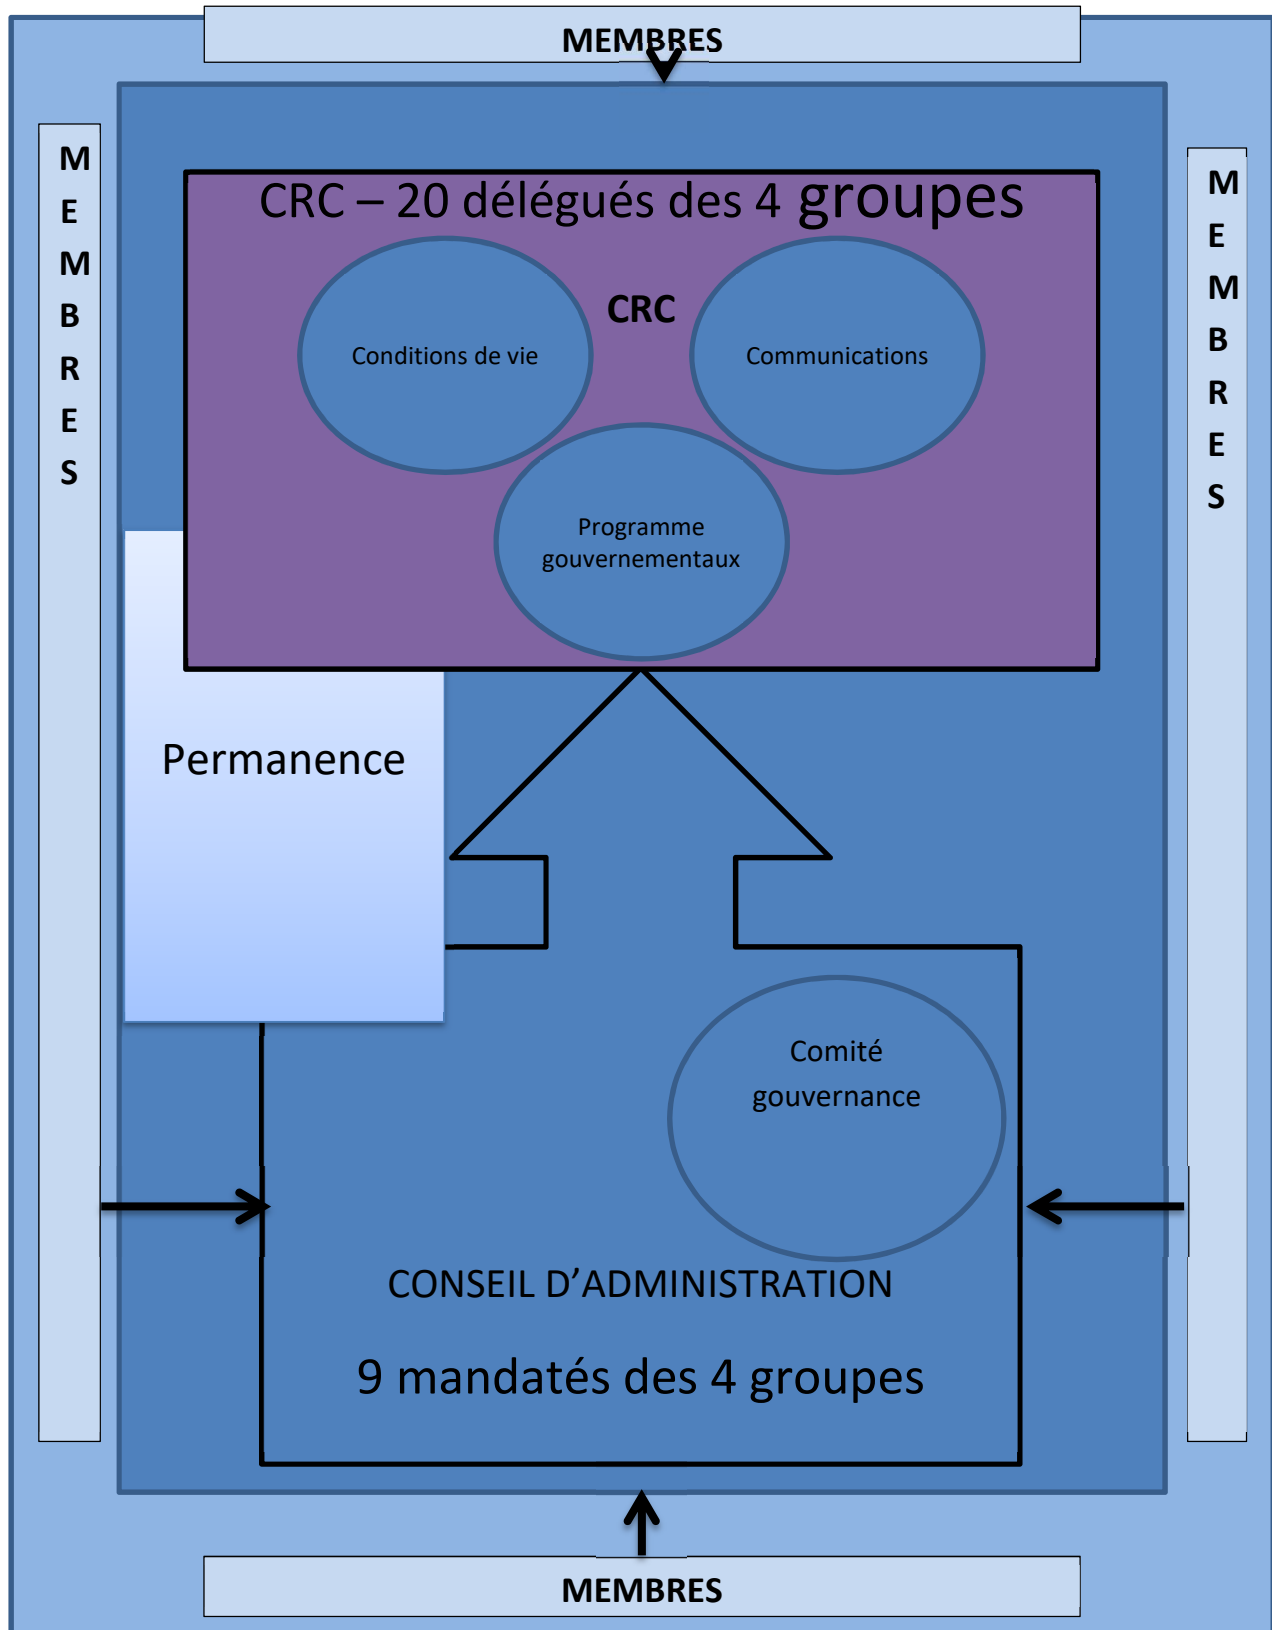 MEMBRES
M
E
M
B
R
E
S
CRC – 20 délégués des 4 groupes
CRC
Conditions de vie
Communications
Programme
gouvernementaux
M
E
M
B
R
E
S
Permanence
Comité
gouvernance
CONSEIL D’ADMINISTRATION
9 mandatés des 4 groupes
MEMBRES